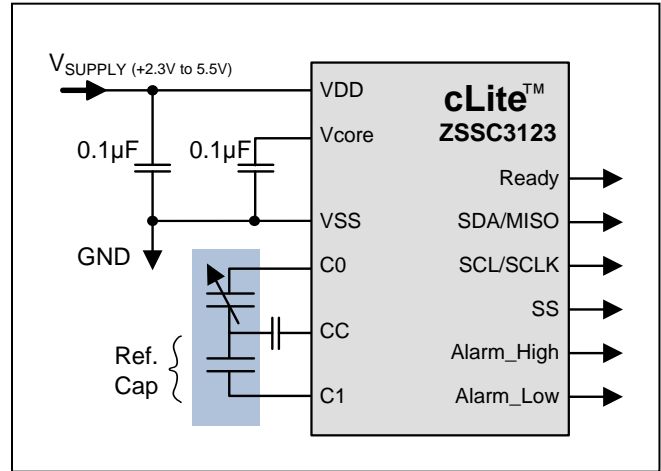 VSUPPLY (+2.3V to 5.5V)
0.1µF
0.1µF
GND
Ref.
Cap
VDD
Vcore
VSS
C0
CC
C1
cLite™
ZSSC3123
Ready
SDA/MISO
SCL/SCLK
SS
Alarm_High
Alarm_Low